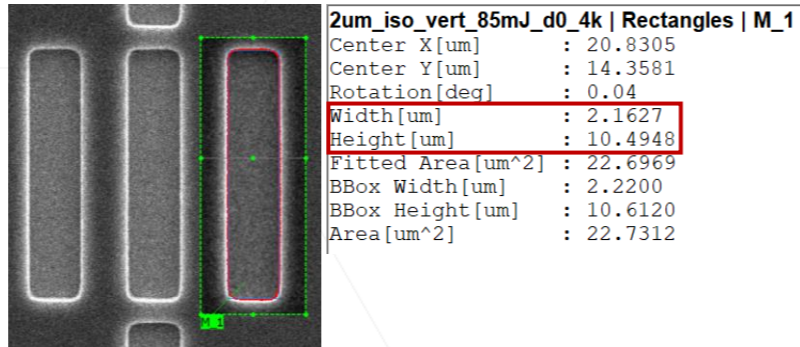 2um_iso_vert_85mJ_d0_4k | Rectangles | M_1
Center X[um] : 20.8305
Center Y[um] : 14.3581
Rotation[deg] : 0.04
Width[um] : 2.1627
Height[um] : 10.4948
Fitted Area[um^2] : 22.6969
BBox Width[um] : 2.2200
BBox Height[um] : 10.6120
Area[um^2] : 22.7312
M_1